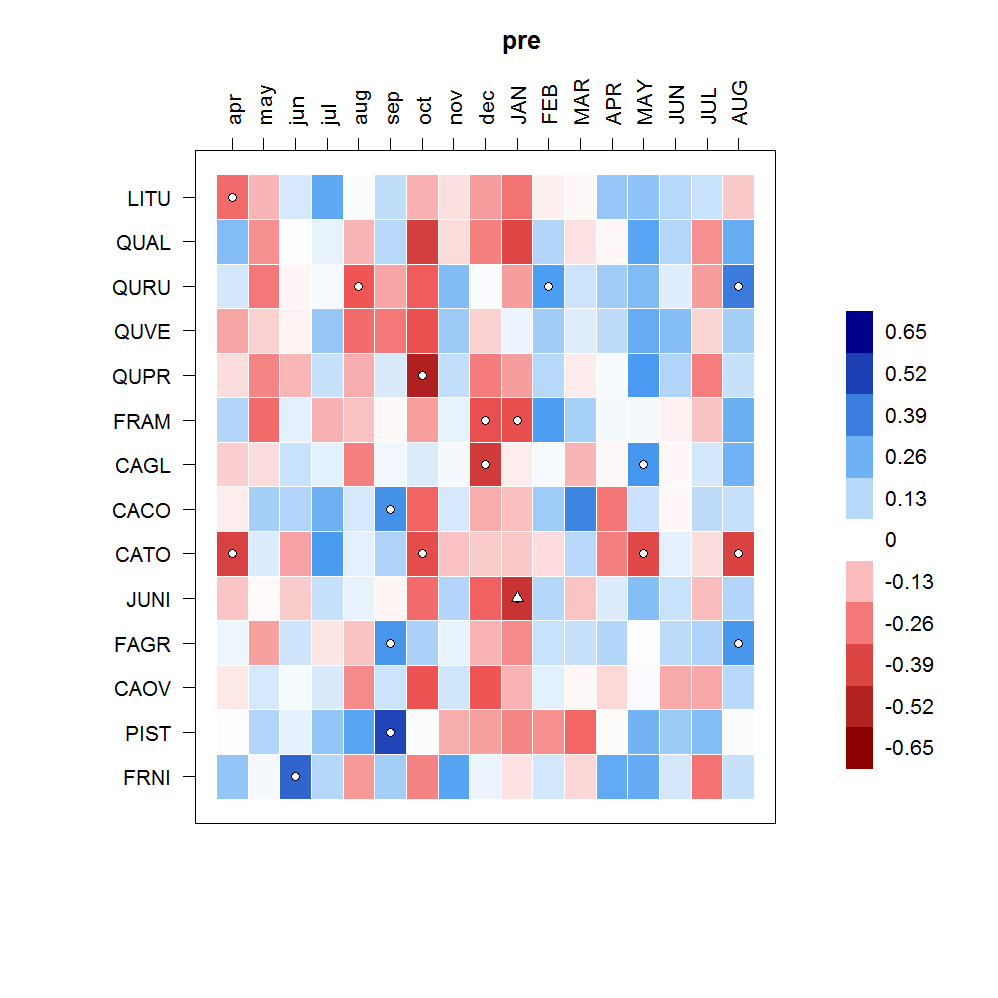 pre
apr may jun jul aug sep oct nov dec JAN FEB MAR APR MAY JUN JUL AUG
LITU
QUAL
QURU
QUVE
QUPR
FRAM
CAGL
CACO
CATO
JUNI
FAGR
CAOV
PIST
FRNI
0.65
0.52
0.39
0.26
0.13
0
-0.13
-0.26
-0.39
-0.52
-0.65